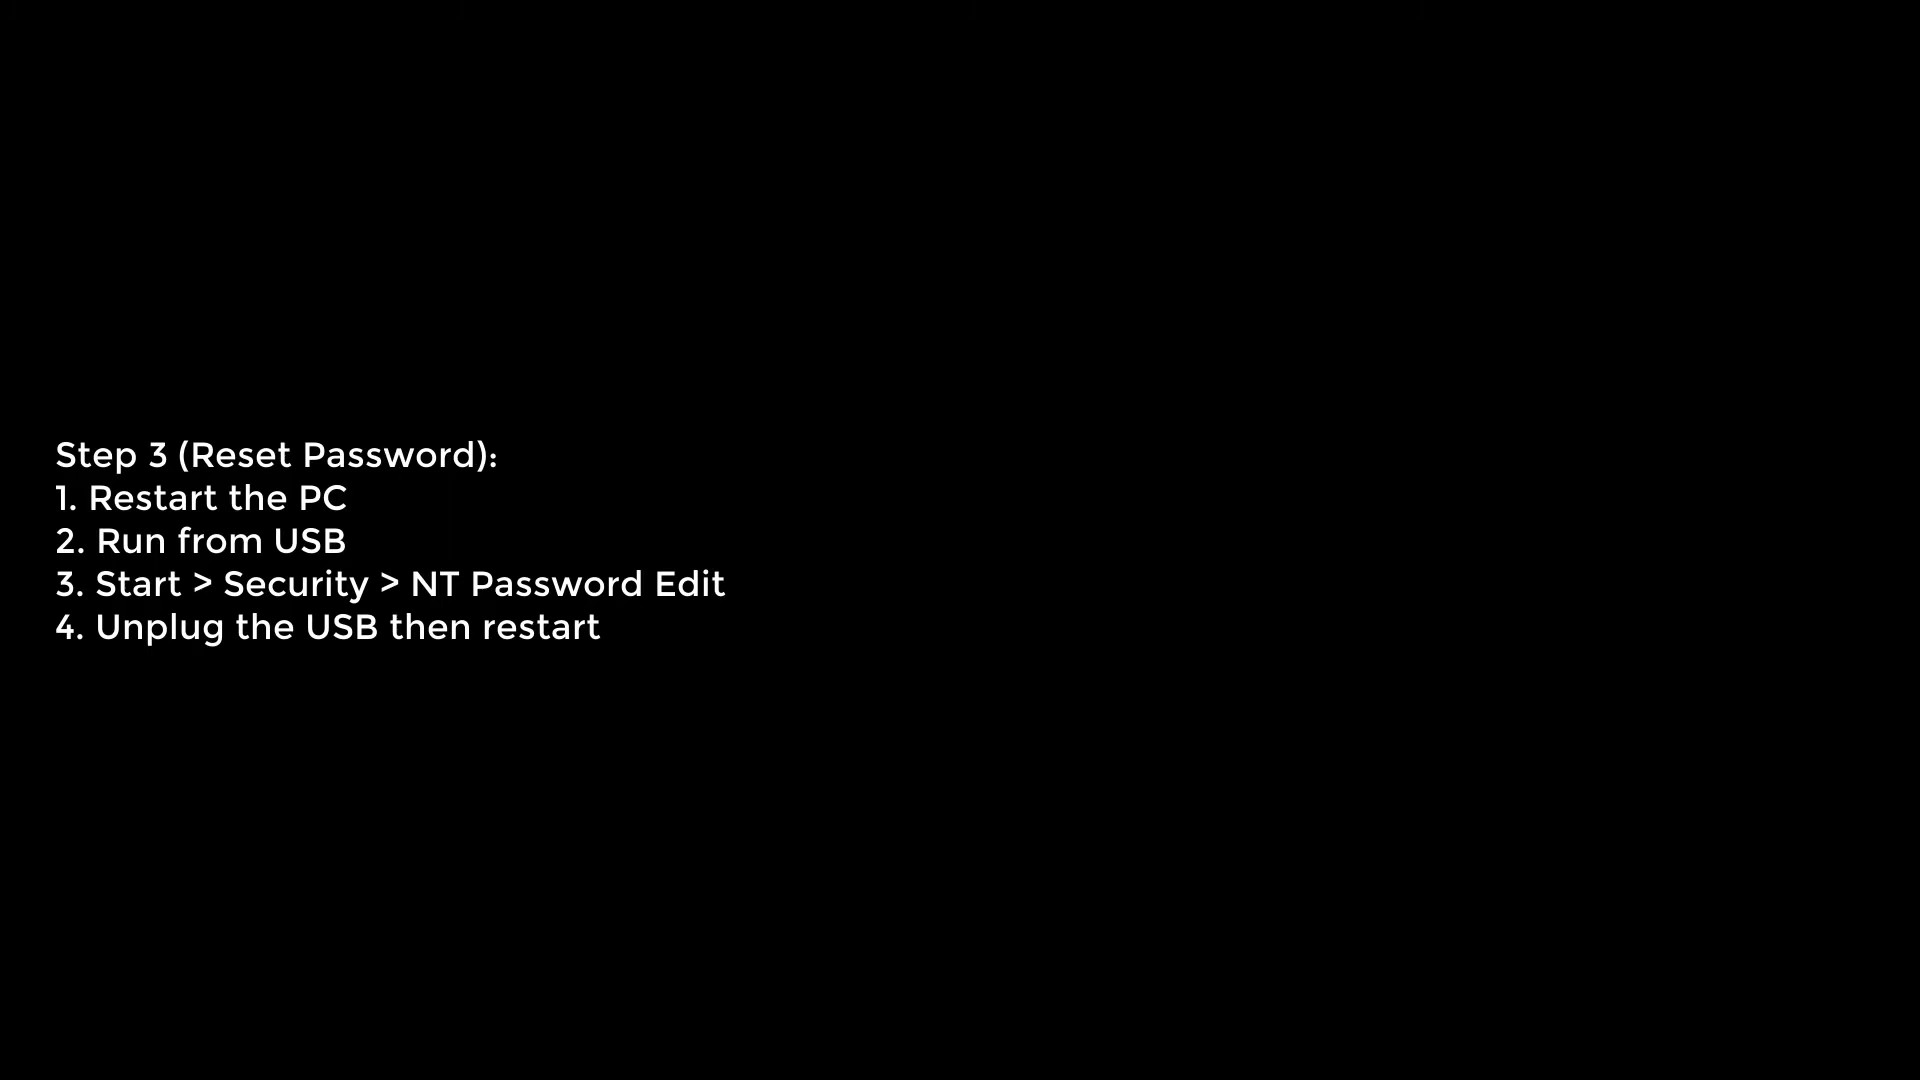 Step 3 (Reset Password):
1. Restart the PC
2. Run from USB
3. Start > Security > NT Password Edit
4. Unplug the USB then restart